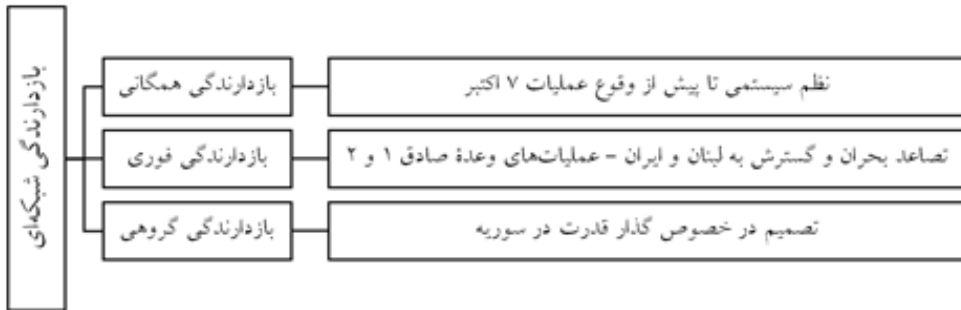 بازدارندگی شبکه‌ای
بازدارندگی همگانی
نظم سیستمی تا پیش از وقوع عملیات ۷ اکتبر
بازدارندگی فوری
تصاعد بحران و گسترش به لبنان و ایران - عملیات‌های وعدۀ صادق ۱ و ۲
بازدارندگی گروهی
تصمیم در خصوص گذار قدرت در سوریه